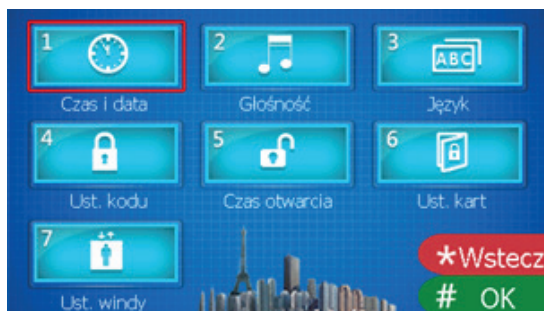 1 2 3 ABC
Czas i data Głośność Język
4 5 6
Ust. kodu Czas otwarcia Ust. kart
7
*Wstecz
Ust. windy # OK